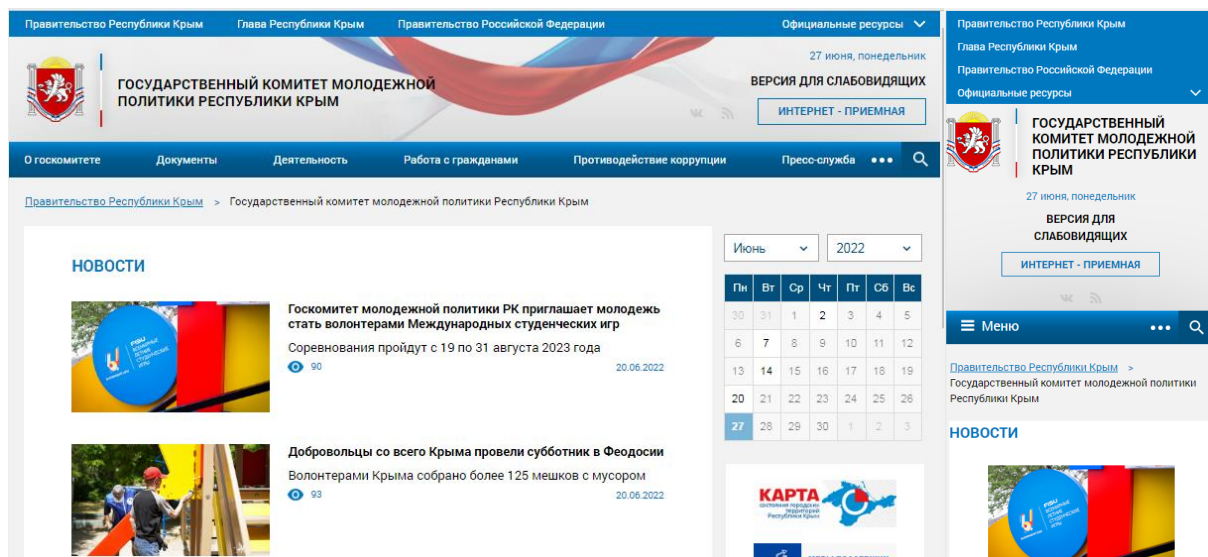 Правительство Республики Крым
Глава Республики Крым
Правительство Российской Федерации
Официальные ресурсы
27 июня, понедельник
ВЕРСИЯ ДЛЯ СЛАБОВИДЯЩИХ
ГОСУДАРСТВЕННЫЙ КОМИТЕТ МОЛОДЕЖНОЙ
ПОЛИТИКИ РЕСПУБЛИКИ КРЫМ
ИНТЕРНЕТ - ПРИЕМНАЯ
О госкомитете
Документы
Деятельность
Работа с гражданами
Противодействие коррупции
Пресс-служба
Правительство Республики Крым > Государственный комитет молодежной политики Республики Крым
НОВОСТИ
Госкомитет молодежной политики РК приглашает молодежь
стать волонтерами Международных студенческих игр
Соревнования пройдут с 19 по 31 августа 2023 года
90
20.06.2022
Добровольцы со всего Крыма провели субботник в Феодосии
Волонтерами Крыма собрано более 125 мешков с мусором
93
20.06.2022
Июнь
2022
Пн Вт Ср Чт Пт Сб Вс
30 31 1 2 3 4 5
6 7 8 9 10 11 12
13 14 15 16 17 18 19
20 21 22 23 24 25 26
27 28 29 30 1 2 3
КАРТА
состояния городских
территорий
Республики Крым
Правительство Республики Крым
Глава Республики Крым
Правительство Российской Федерации
Официальные ресурсы
ГОСУДАРСТВЕННЫЙ
КОМИТЕТ МОЛОДЕЖНОЙ
ПОЛИТИКИ РЕСПУБЛИКИ
КРЫМ
27 июня, понедельник
ВЕРСИЯ ДЛЯ
СЛАБОВИДЯЩИХ
ИНТЕРНЕТ - ПРИЕМНАЯ
Меню
Правительство Республики Крым >
Государственный комитет молодежной политики
Республики Крым
НОВОСТИ